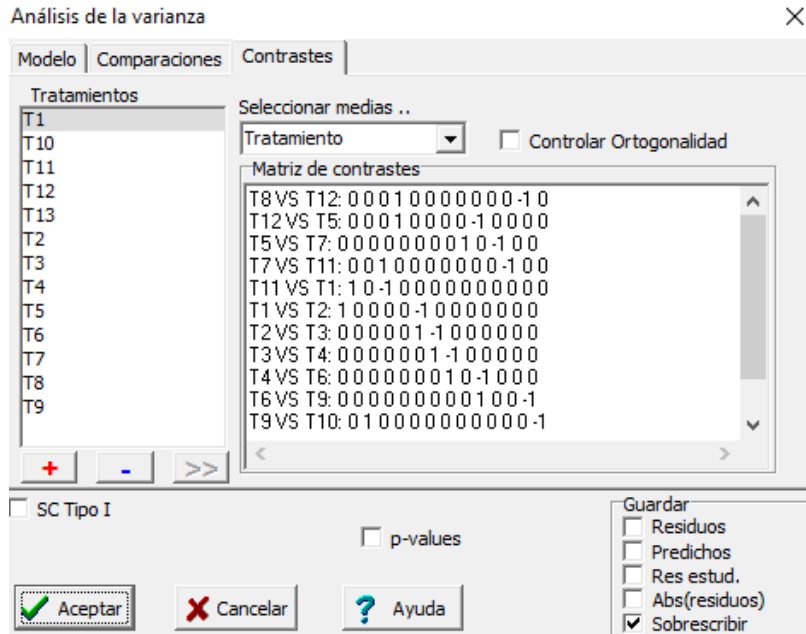 Análisis de la varianza
Modelo Comparaciones Contrastes
Tratamientos
T1
T10
T11
T12
T13
T2
T3
T4
T5
T6
T7
T8
T9
+ - >>
Seleccionar medias ..
Tratamiento
Controlar Ortogonalidad
Matriz de contrastes
T8 VS T12: 0 0 0 1 0 0 0 0 0 0 0 -1 0
T12 VS T5: 0 0 0 1 0 0 0 0 -1 0 0 0 0
T5 VS T7: 0 0 0 0 0 0 0 0 1 0 -1 0 0
T7 VS T11: 0 0 1 0 0 0 0 0 0 0 -1 0 0
T11 VS T1: 1 0 -1 0 0 0 0 0 0 0 0 0 0
T1 VS T2: 1 0 0 0 0 -1 0 0 0 0 0 0 0
T2 VS T3: 0 0 0 0 0 1 -1 0 0 0 0 0 0
T3 VS T4: 0 0 0 0 0 0 1 -1 0 0 0 0 0
T4 VS T6: 0 0 0 0 0 0 0 1 0 -1 0 0 0
T6 VS T9: 0 0 0 0 0 0 0 0 0 1 0 0 -1
T9 VS T10: 0 1 0 0 0 0 0 0 0 0 0 0 -1
SC Tipo I
p-values
Guardar
Residuos
Predichos
Res estud.
Abs(residuos)
Sobrescribir
Aceptar
Cancelar
? Ayuda